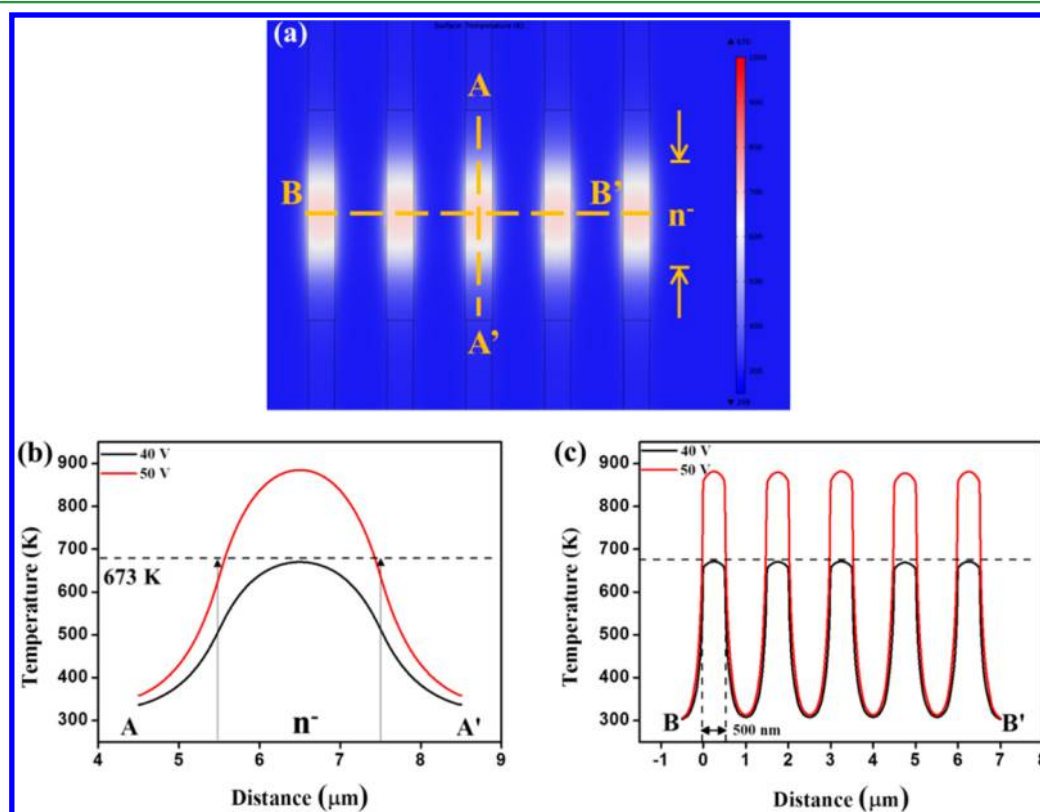 (a)
Surface Temperature (K)
A
B
B'
n-
A'
(b)
40 V
50 V
900
800
700
600
500
400
300
673 K
A
n-
A'
4
5
6
7
8
9
Temperature (K)
Distance (μm)
(c)
40 V
50 V
900
800
700
600
500
400
300
B
500 nm
B'
-1
0
1
2
3
4
5
6
7
8
Temperature (K)
Distance (μm)